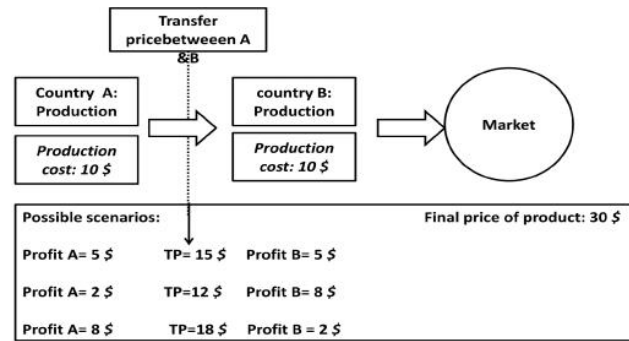 Transfer
pricebetweeen A
&B
Country A:
Production
country B:
Production
Market
Production
cost: 10 $
Production
cost: 10 $
Possible scenarios:
Final price of product: 30 $
Profit A= 5 $ TP= 15 $ Profit B= 5 $
Profit A= 2 $ TP=12 $ Profit B= 8 $
Profit A= 8 $ TP=18 $ Profit B = 2 $